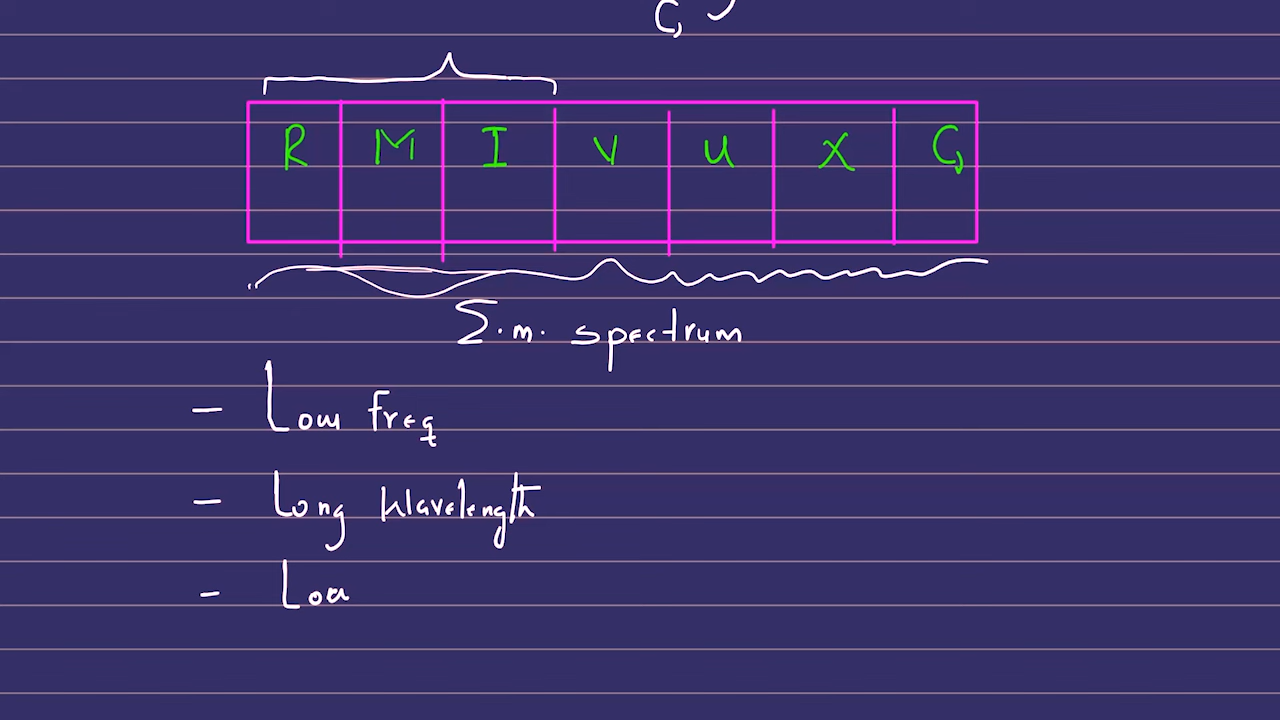 G
R M I V U X G
E.m. spectrum
- Low freq
- Long Wavelength
- Low